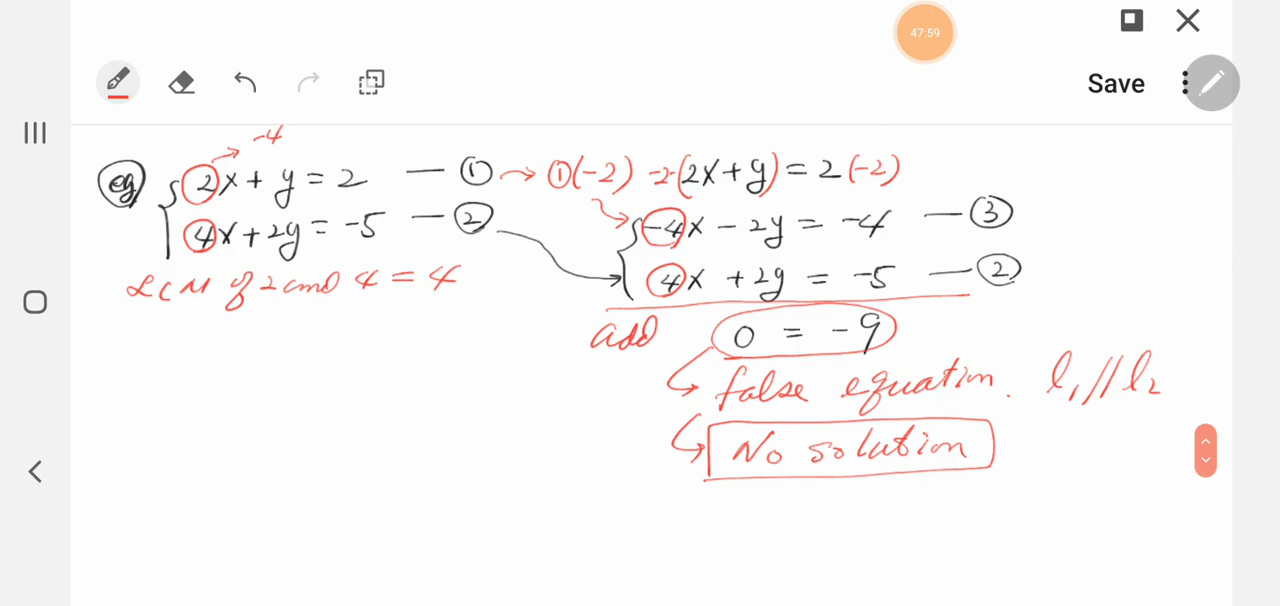 47:59
Save
-4
eg 2x + y = 2 — ① → ①(-2) -2(2x+y) = 2(-2)
4x + 2y = -5 — ②
-4x - 2y = -4 — ③
4x + 2y = -5 — ②
LCM of 2 and 4 = 4
add 0 = -9
false equation. l₁ // l₂
No solution